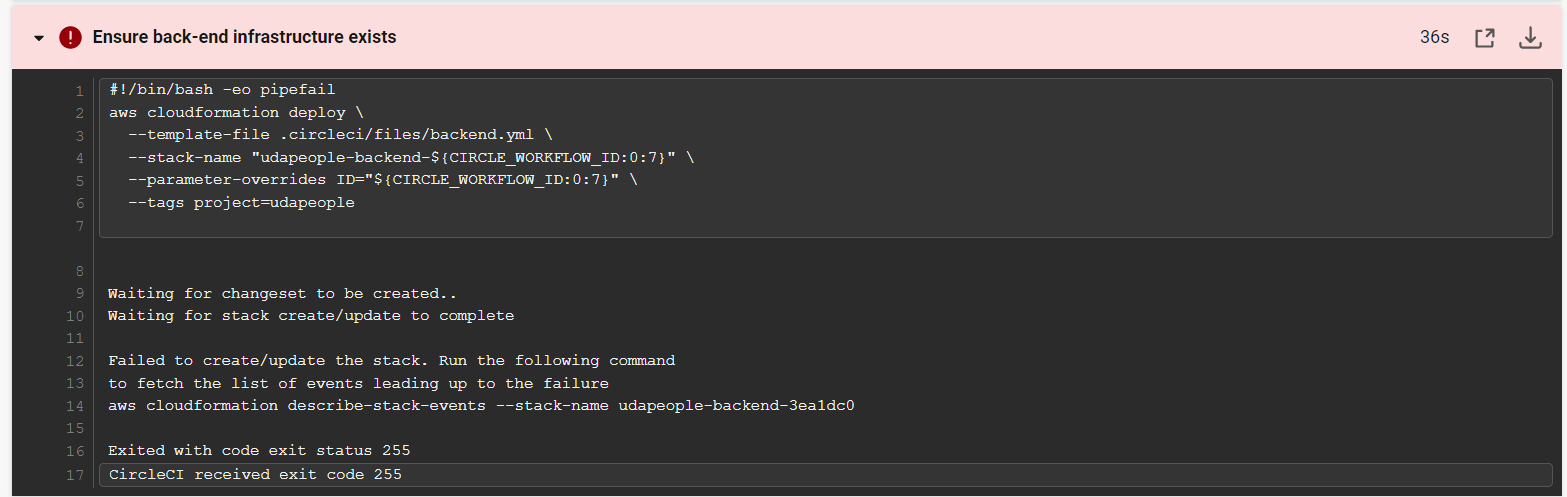 Ensure back-end infrastructure exists
36s
1 #!/bin/bash -eo pipefail
2 aws cloudformation deploy \
3   --template-file .circleci/files/backend.yml \
4   --stack-name "udapeople-backend-${CIRCLE_WORKFLOW_ID:0:7}" \
5   --parameter-overrides ID="${CIRCLE_WORKFLOW_ID:0:7}" \
6   --tags project=udapeople
7
8
9 Waiting for changeset to be created..
10 Waiting for stack create/update to complete
11
12 Failed to create/update the stack. Run the following command
13 to fetch the list of events leading up to the failure
14 aws cloudformation describe-stack-events --stack-name udapeople-backend-3ea1dc0
15
16 Exited with code exit status 255
17 CircleCI received exit code 255